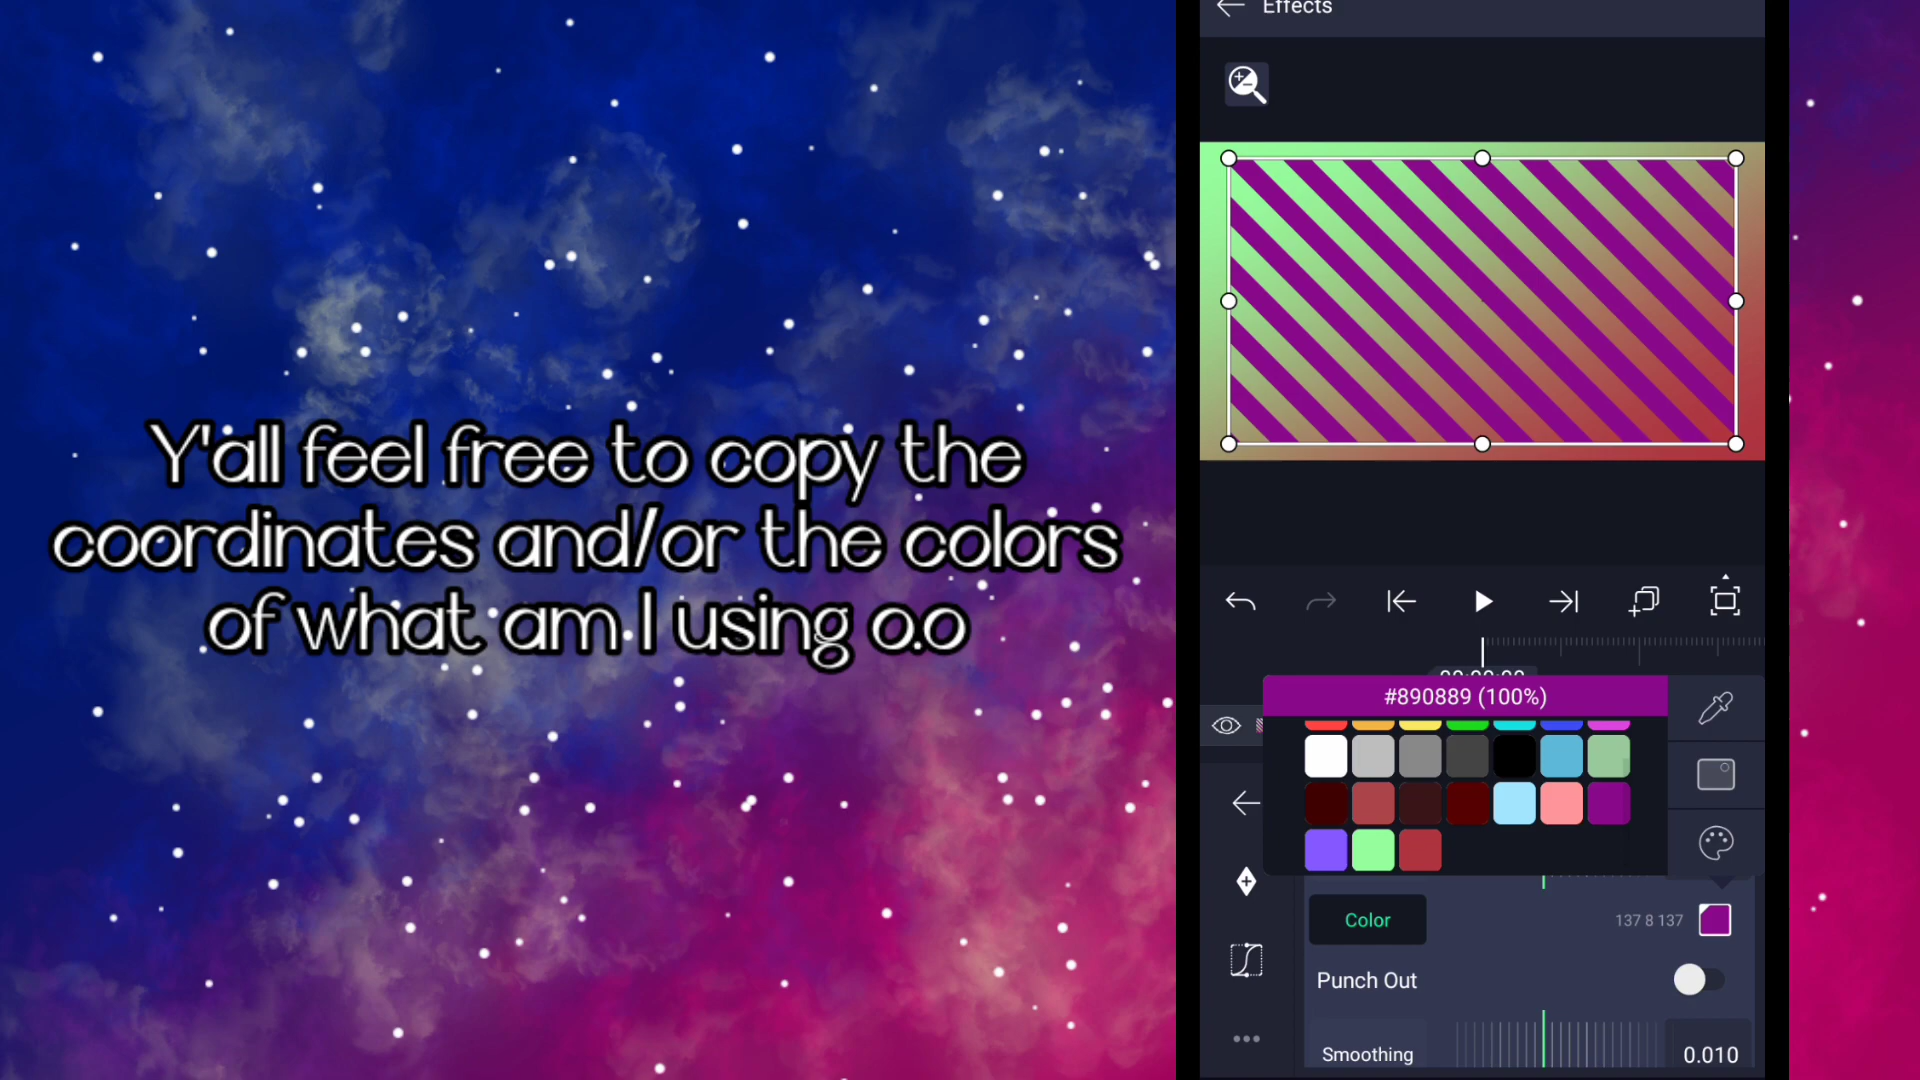 Y'all feel free to copy the
coordinates and/or the colors
of what am I using o.o
Effects
#890889 (100%)
Color
137 8 137
Punch Out
Smoothing
0.010